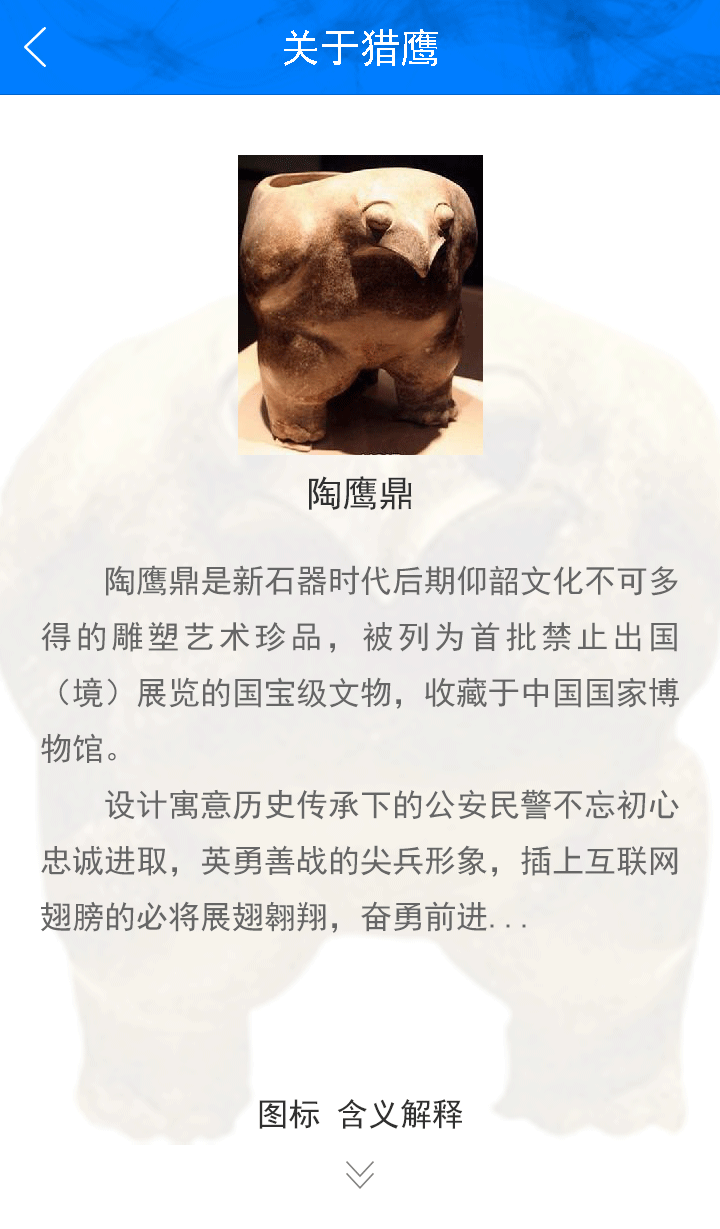 关于猎鹰
陶鹰鼎
陶鹰鼎是新石器时代后期仰韶文化不可多
得的雕塑艺术珍品，被列为首批禁止出国
（境）展览的国宝级文物，收藏于中国国家博
物馆。
设计寓意历史传承下的公安民警不忘初心
忠诚进取，英勇善战的尖兵形象，插上互联网
翅膀的必将展翅翱翔，奋勇前进...
图标 含义解释